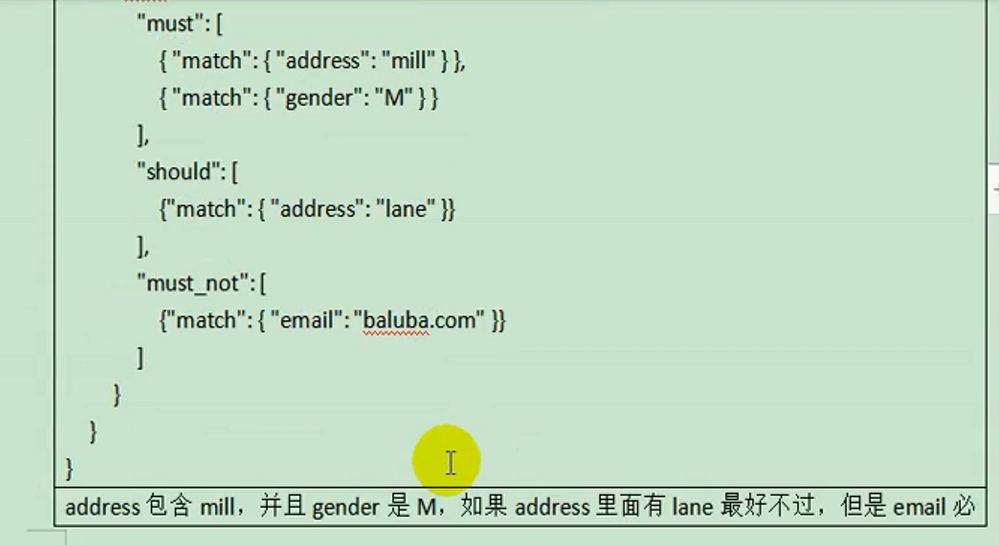 "must": [
{ "match": { "address": "mill" } },
{ "match": { "gender": "M" } }
],
"should": [
{"match": { "address": "lane" }}
],
"must_not": [
{"match": { "email": "baluba.com" }}
]
}
}
}
address 包含 mill，并且 gender 是 M，如果 address 里面有 lane 最好不过，但是 email 必